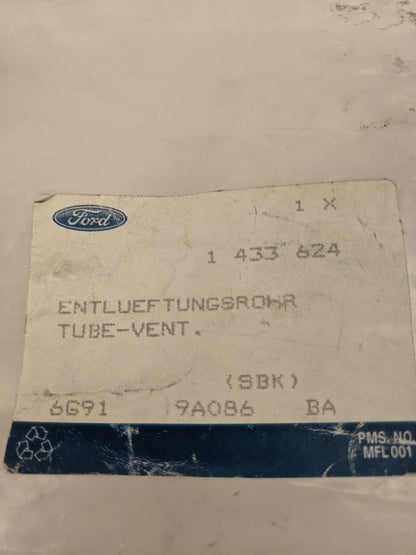 1 X
Ford
1 433 624
ENTLUEFTUNGSROHR
TUBE-VENT.
(SBK)
6G91 9A086 BA
PMS. NO.
MFL 001